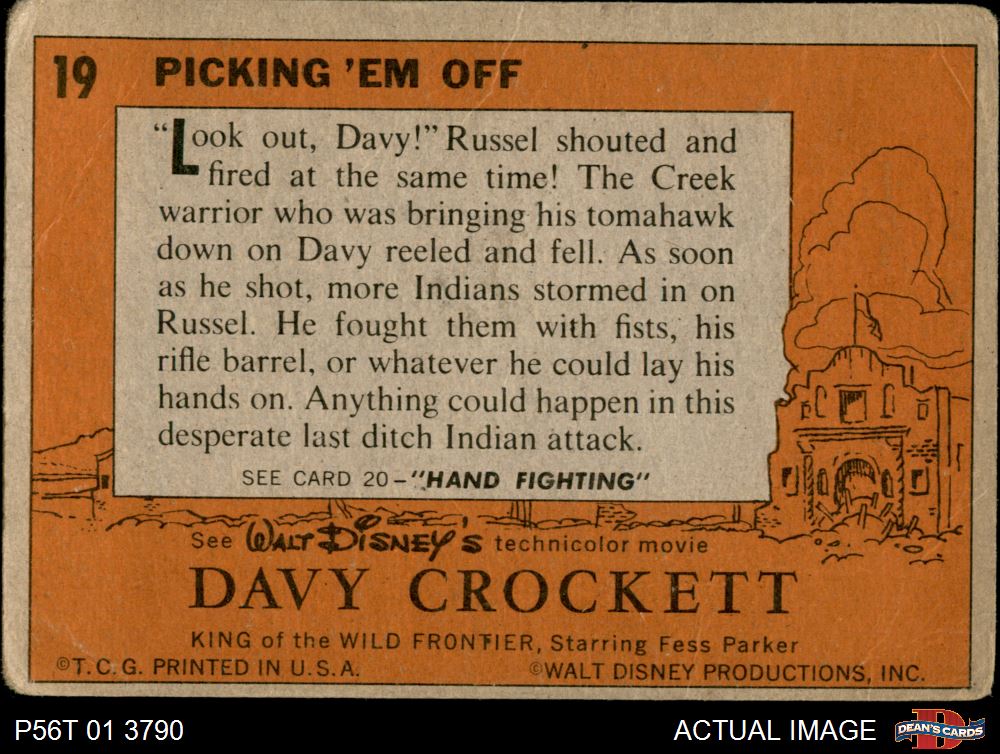 19 PICKING 'EM OFF
"Look out, Davy!" Russel shouted and
fired at the same time! The Creek
warrior who was bringing his tomahawk
down on Davy reeled and fell. As soon
as he shot, more Indians stormed in on
Russel. He fought them with fists, his
rifle barrel, or whatever he could lay his
hands on. Anything could happen in this
desperate last ditch Indian attack.
SEE CARD 20-"HAND FIGHTING"
See WALT DISNEY'S technicolor movie
DAVY CROCKETT
KING of the WILD FRONTIER, Starring Fess Parker
©T.C.G. PRINTED IN U.S.A. ©WALT DISNEY PRODUCTIONS, INC.
P56T 01 3790 ACTUAL IMAGE DEAN'S CARDS